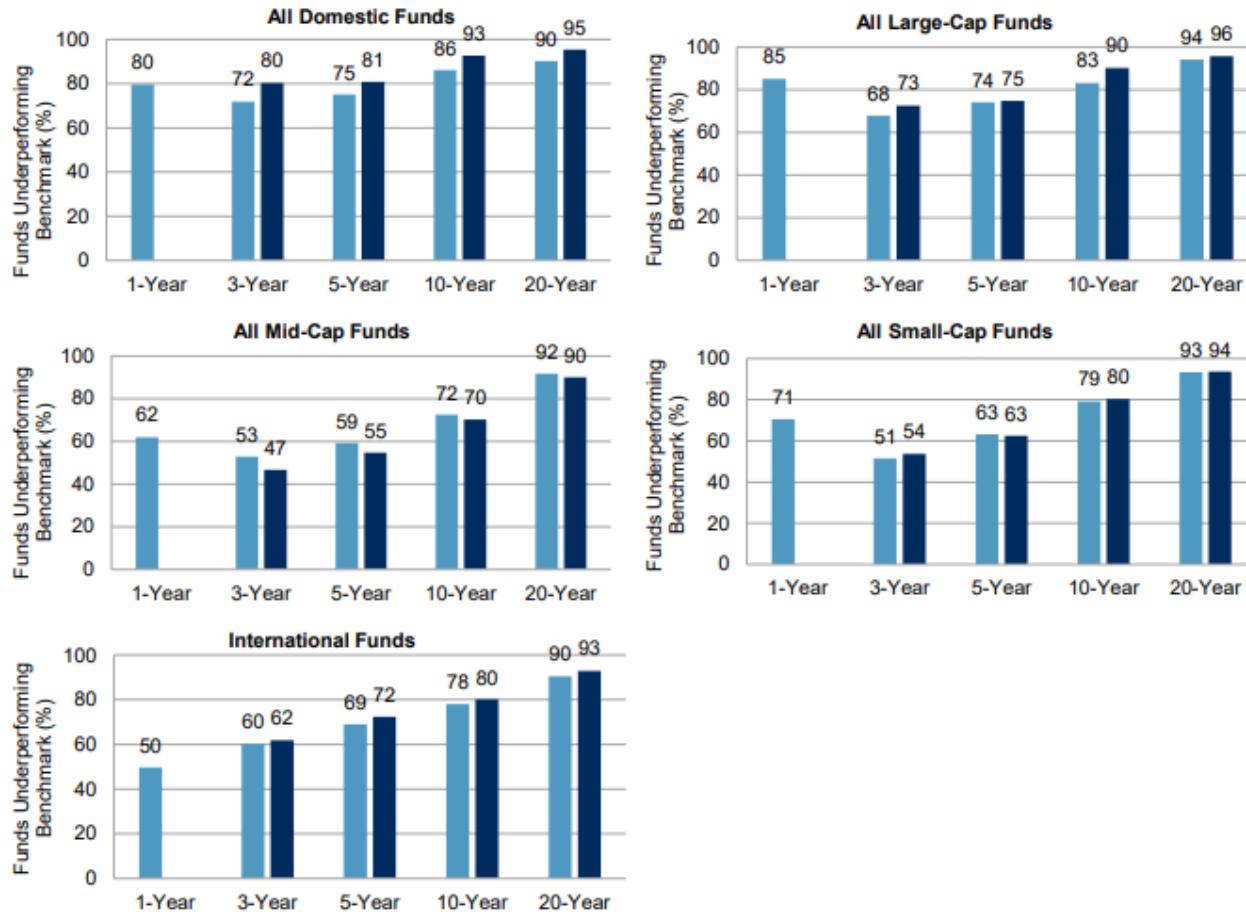 All Domestic Funds
Funds Underperforming
Benchmark (%)
100
80
60
40
20
0
80
72 80
75 81
86 93
90 95
1-Year 3-Year 5-Year 10-Year 20-Year
All Large-Cap Funds
Funds Underperforming
Benchmark (%)
100
80
60
40
20
0
85
68 73
74 75
83 90
94 96
1-Year 3-Year 5-Year 10-Year 20-Year
All Mid-Cap Funds
Funds Underperforming
Benchmark (%)
100
80
60
40
20
0
62
53 47
59 55
72 70
92 90
1-Year 3-Year 5-Year 10-Year 20-Year
All Small-Cap Funds
Funds Underperforming
Benchmark (%)
100
80
60
40
20
0
71
51 54
63 63
79 80
93 94
1-Year 3-Year 5-Year 10-Year 20-Year
International Funds
Funds Underperforming
Benchmark (%)
100
80
60
40
20
0
50
60 62
69 72
78 80
90 93
1-Year 3-Year 5-Year 10-Year 20-Year